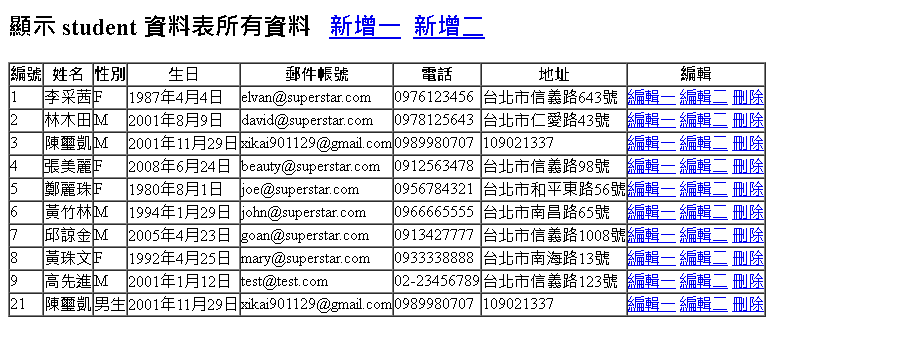 顯示 student 資料表所有資料 新增一 新增二
編號 姓名 性別 生日 郵件帳號 電話 地址 編輯
1 李采茜 F 1987年4月4日 elvan@superstar.com 0976123456 台北市信義路643號 編輯一 編輯二 刪除
2 林木田 M 2001年8月9日 david@superstar.com 0978125643 台北市仁愛路43號 編輯一 編輯二 刪除
3 陳璽凱 M 2001年11月29日 xikai901129@gmail.com 0989980707 109021337 編輯一 編輯二 刪除
4 張美麗 F 2008年6月24日 beauty@superstar.com 0912563478 台北市信義路98號 編輯一 編輯二 刪除
5 鄭麗珠 F 1980年8月1日 joe@superstar.com 0956784321 台北市和平東路56號 編輯一 編輯二 刪除
6 黃竹林 M 1994年1月29日 john@superstar.com 0966665555 台北市南昌路65號 編輯一 編輯二 刪除
7 邱諒金 M 2005年4月23日 goan@superstar.com 0913427777 台北市信義路1008號 編輯一 編輯二 刪除
8 黃珠文 F 1992年4月25日 mary@superstar.com 0933338888 台北市南海路13號 編輯一 編輯二 刪除
9 高先進 M 2001年1月12日 test@test.com 02-23456789 台北市信義路123號 編輯一 編輯二 刪除
21 陳璽凱 男生 2001年11月29日 xikai901129@gmail.com 0989980707 109021337 編輯一 編輯二 刪除